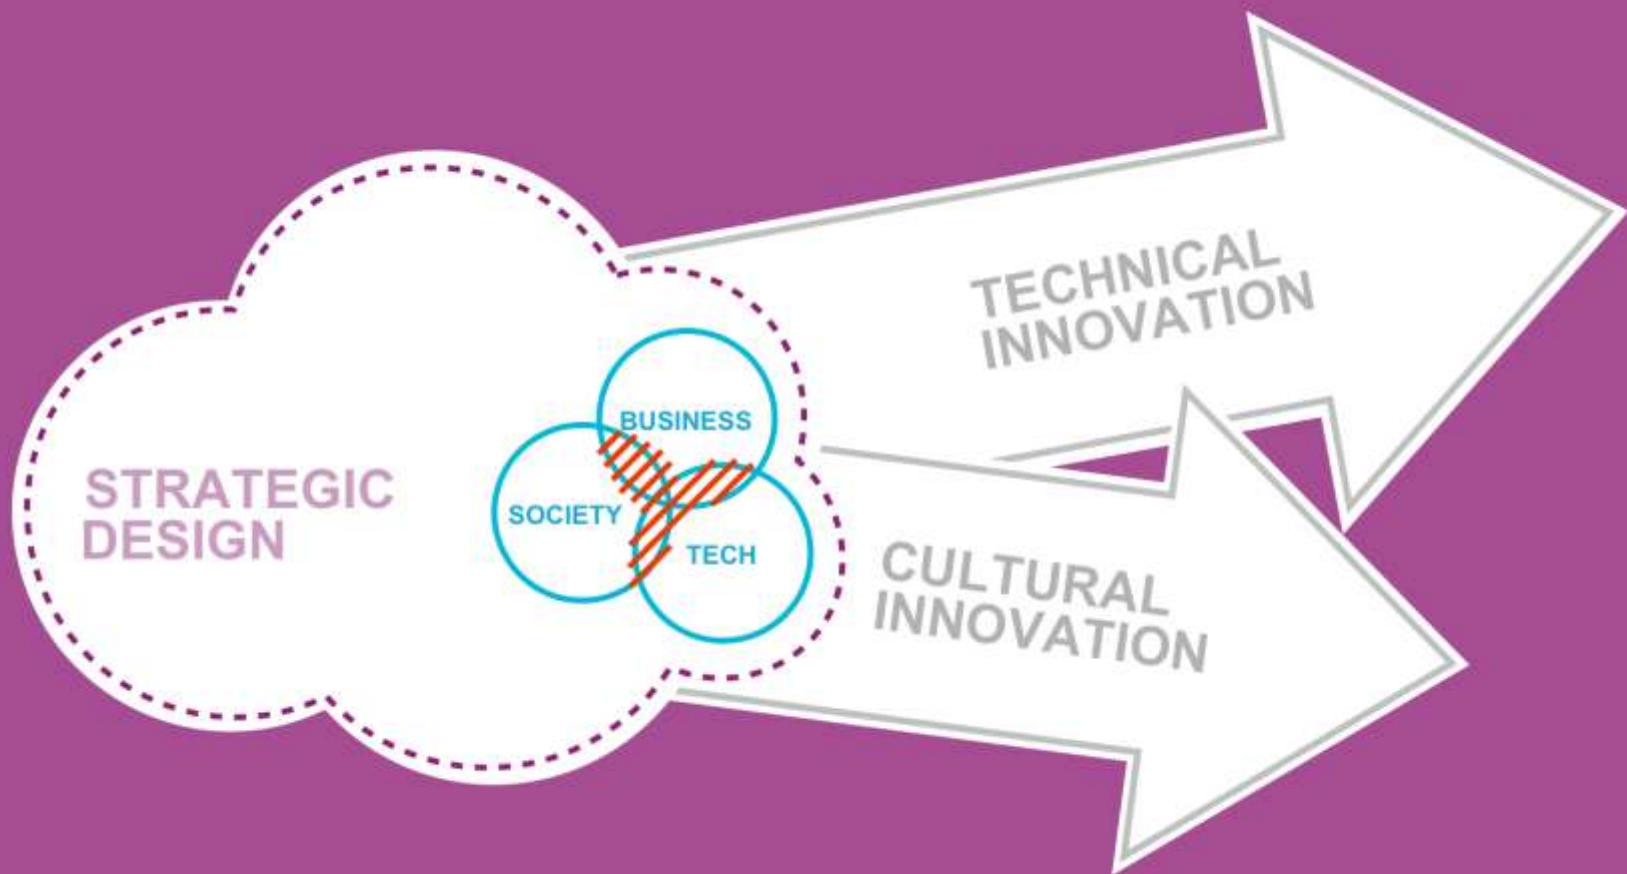 STRATEGIC
DESIGN
BUSINESS
SOCIETY
TECH
TECHNICAL
INNOVATION
CULTURAL
INNOVATION